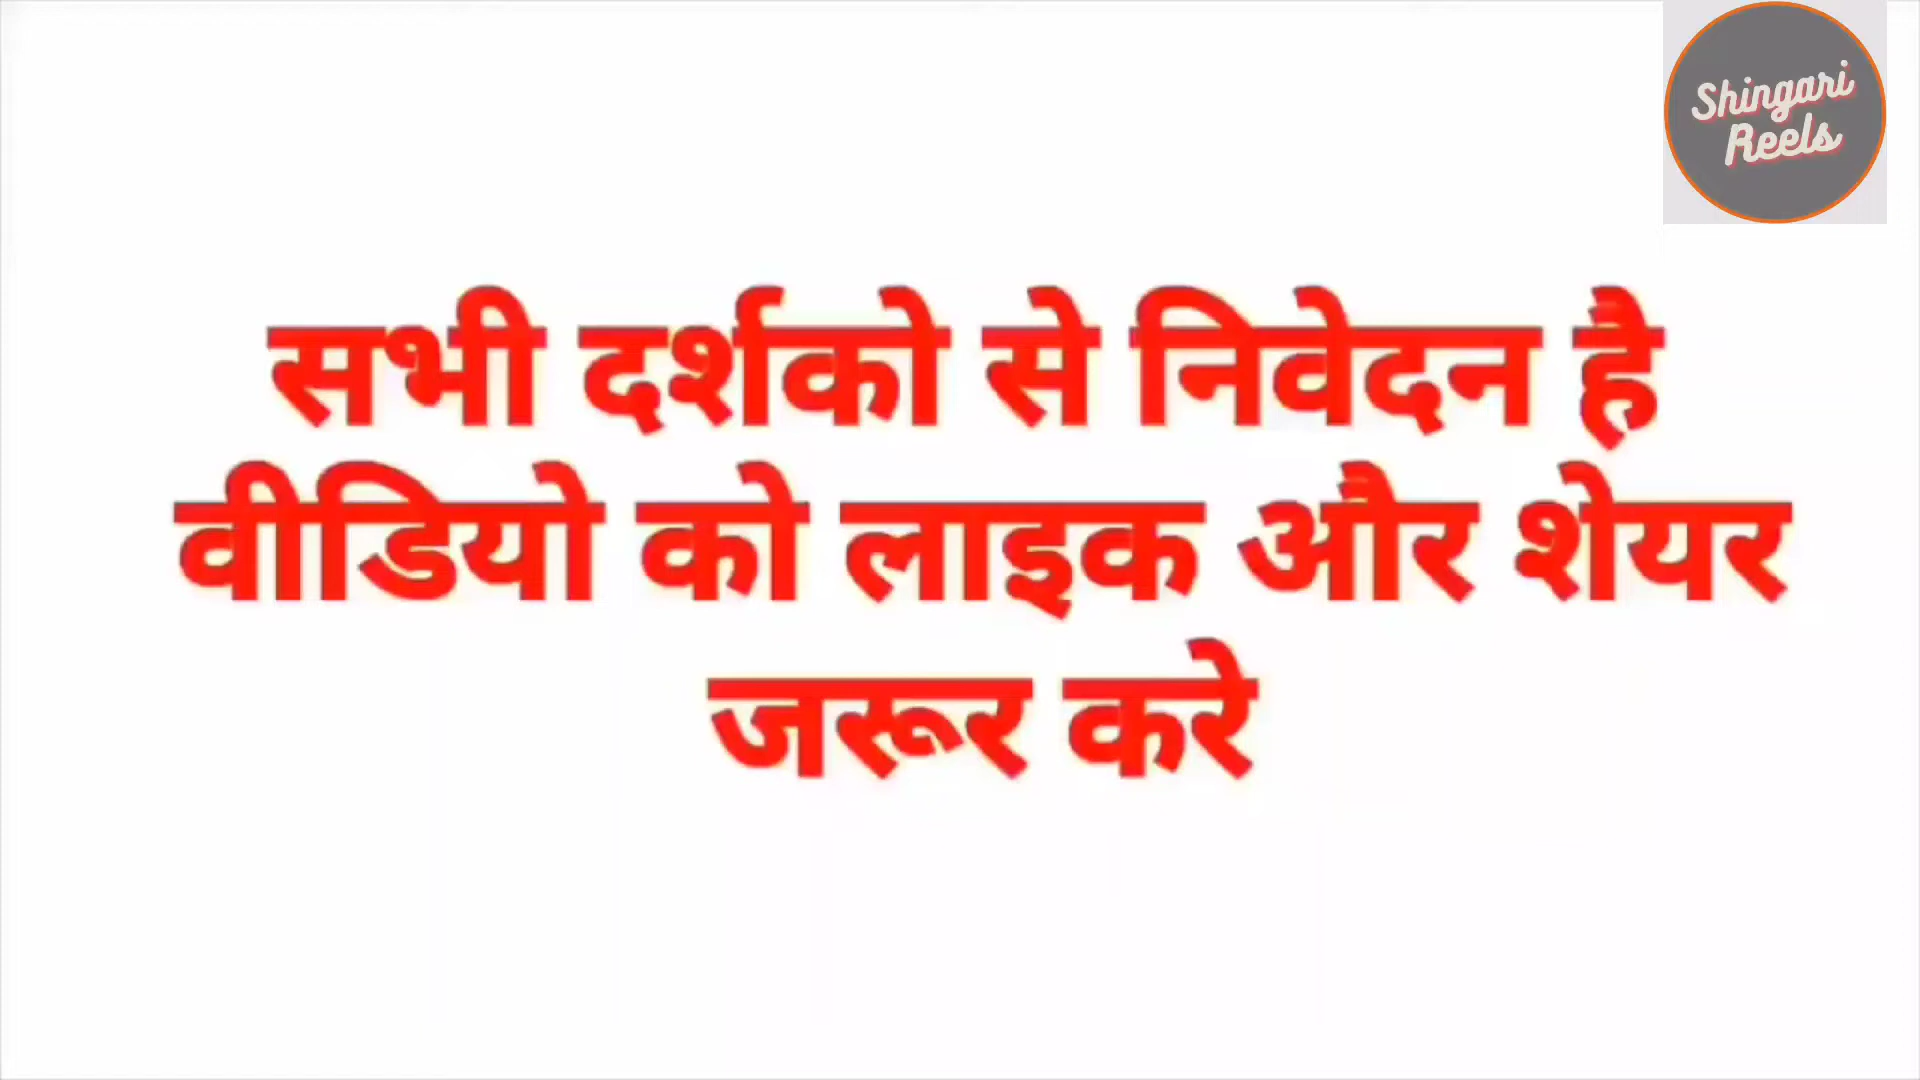 Shingari
Reels
सभी दर्शको से निवेदन है
वीडियो को लाइक और शेयर
जरूर करे